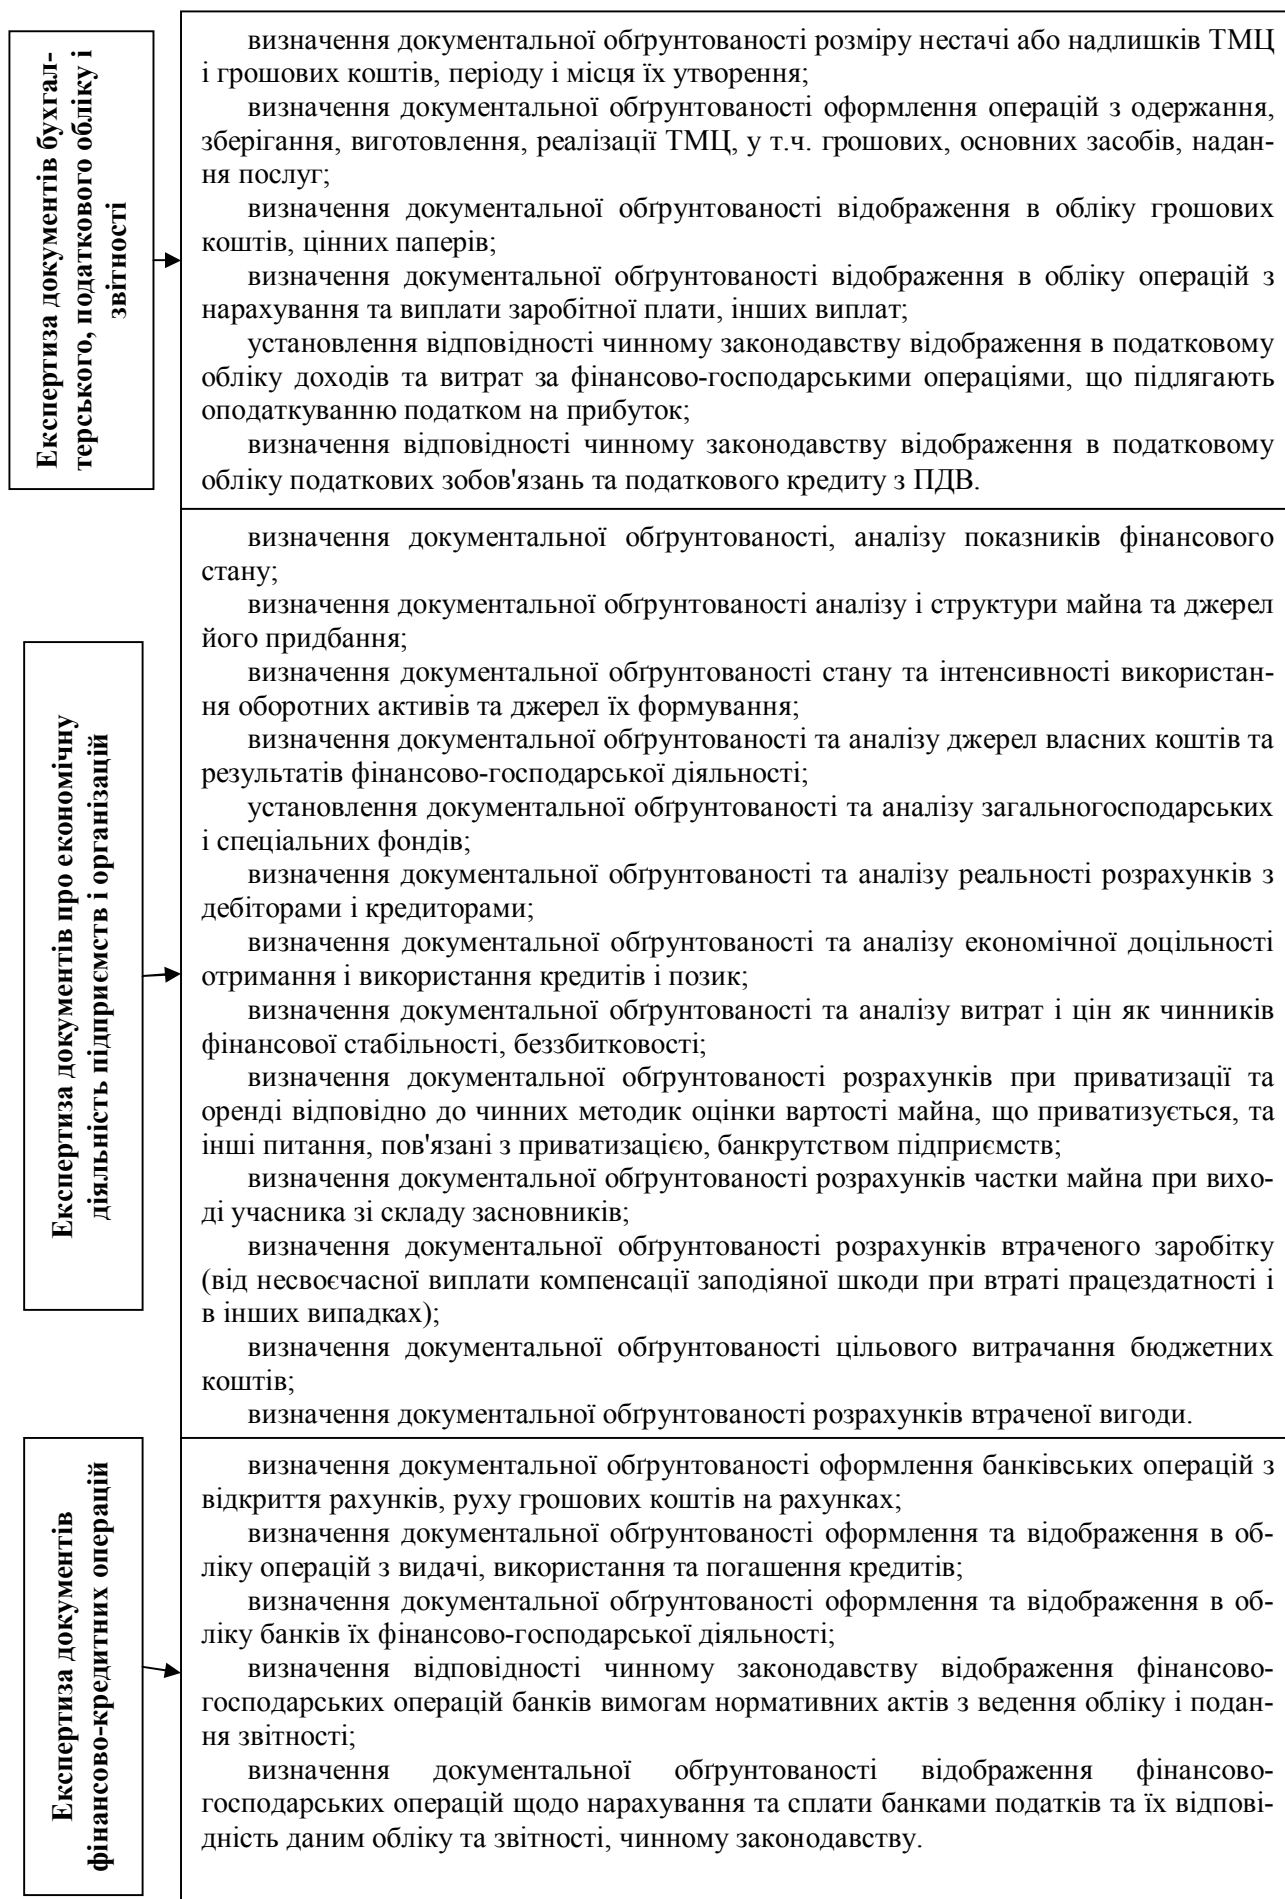 Експертиза документів бухгал-
терського, податкового обліку і
звітності
визначення документальної обґрунтованості розміру нестачі або надлишків ТМЦ
і грошових коштів, періоду і місця їх утворення;
визначення документальної обґрунтованості оформлення операцій з одержання,
зберігання, виготовлення, реалізації ТМЦ, у т.ч. грошових, основних засобів, надан-
ня послуг;
визначення документальної обґрунтованості відображення в обліку грошових
коштів, цінних паперів;
визначення документальної обґрунтованості відображення в обліку операцій з
нарахування та виплати заробітної плати, інших виплат;
установлення відповідності чинному законодавству відображення в податковому
обліку доходів та витрат за фінансово-господарськими операціями, що підлягають
оподаткуванню податком на прибуток;
визначення відповідності чинному законодавству відображення в податковому
обліку податкових зобов'язань та податкового кредиту з ПДВ.
Експертиза документів про економічну
діяльність підприємств і організацій
визначення документальної обґрунтованості, аналізу показників фінансового
стану;
визначення документальної обґрунтованості аналізу і структури майна та джерел
його придбання;
визначення документальної обґрунтованості стану та інтенсивності використан-
ня оборотних активів та джерел їх формування;
визначення документальної обґрунтованості та аналізу джерел власних коштів та
результатів фінансово-господарської діяльності;
установлення документальної обґрунтованості та аналізу загальногосподарських
і спеціальних фондів;
визначення документальної обґрунтованості та аналізу реальності розрахунків з
дебіторами і кредиторами;
визначення документальної обґрунтованості та аналізу економічної доцільності
отримання і використання кредитів і позик;
визначення документальної обґрунтованості та аналізу витрат і цін як чинників
фінансової стабільності, беззбитковості;
визначення документальної обґрунтованості розрахунків при приватизації та
оренді відповідно до чинних методик оцінки вартості майна, що приватизується, та
інші питання, пов'язані з приватизацією, банкрутством підприємств;
визначення документальної обґрунтованості розрахунків частки майна при вихо-
ді учасника зі складу засновників;
визначення документальної обґрунтованості розрахунків втраченого заробітку
(від несвоєчасної виплати компенсації заподіяної шкоди при втраті працездатності і
в інших випадках);
визначення документальної обґрунтованості цільового витрачання бюджетних
коштів;
визначення документальної обґрунтованості розрахунків втраченої вигоди.
Експертиза документів
фінансово-кредитних операцій
визначення документальної обґрунтованості оформлення банківських операцій з
відкриття рахунків, руху грошових коштів на рахунках;
визначення документальної обґрунтованості оформлення та відображення в об-
ліку операцій з видачі, використання та погашення кредитів;
визначення документальної обґрунтованості оформлення та відображення в об-
ліку банків їх фінансово-господарської діяльності;
визначення відповідності чинному законодавству відображення фінансово-
господарських операцій банків вимогам нормативних актів з ведення обліку і подан-
ня звітності;
визначення документальної обґрунтованості відображення фінансово-
господарських операцій щодо нарахування та сплати банками податків та їх відпові-
дність даним обліку та звітності, чинному законодавству.